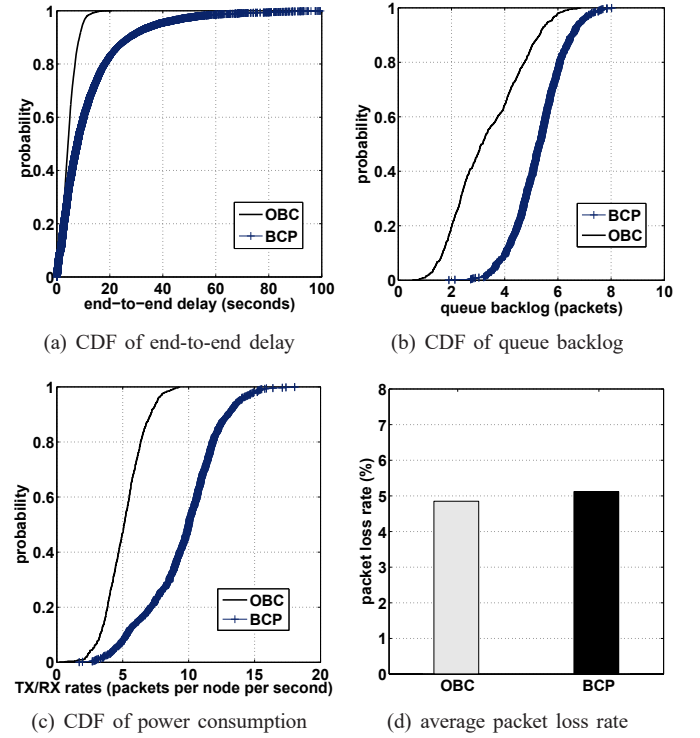 1
0.8
0.6
0.4
0.2
0
probability
OBC
BCP
0 20 40 60 80 100
end-to-end delay (seconds)
(a) CDF of end-to-end delay
1
0.8
0.6
0.4
0.2
0
probability
BCP
OBC
0 2 4 6 8 10
queue backlog (packets)
(b) CDF of queue backlog
1
0.8
0.6
0.4
0.2
0
probability
OBC
BCP
0 5 10 15 20
TX/RX rates (packets per node per second)
(c) CDF of power consumption
8
7
6
5
4
3
2
1
0
packet loss rate (%)
OBC BCP
(d) average packet loss rate